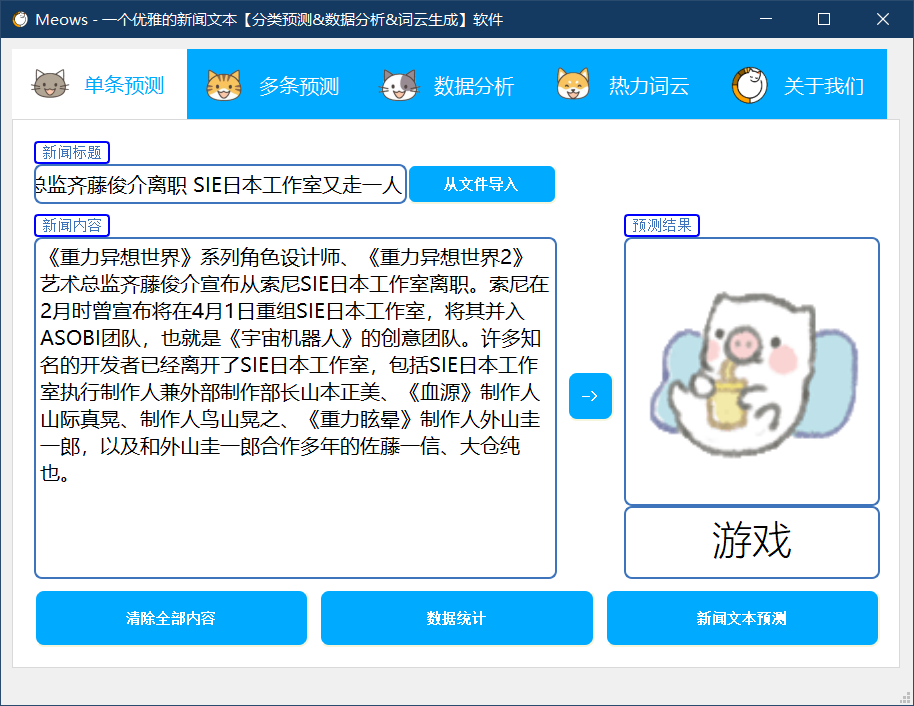 Meows - 一个优雅的新闻文本【分类预测&数据分析&词云生成】软件
单条预测
多条预测
数据分析
热力词云
关于我们
新闻标题
总监齐藤俊介离职 SIE日本工作室又走一人
从文件导入
新闻内容
《重力异想世界》系列角色设计师、《重力异想世界2》
艺术总监齐藤俊介宣布从索尼SIE日本工作室离职。索尼在
2月时曾宣布将在4月1日重组SIE日本工作室，将其并入
ASOBI团队，也就是《宇宙机器人》的创意团队。许多知
名的开发者已经离开了SIE日本工作室，包括SIE日本工作
室执行制作人兼外部制作部长山本正美、《血源》制作人
山际真晃、制作人鸟山晃之、《重力眩晕》制作人外山圭
一郎，以及和外山圭一郎合作多年的佐藤一信、大仓纯
也。
-->
预测结果
游戏
清除全部内容
数据统计
新闻文本预测